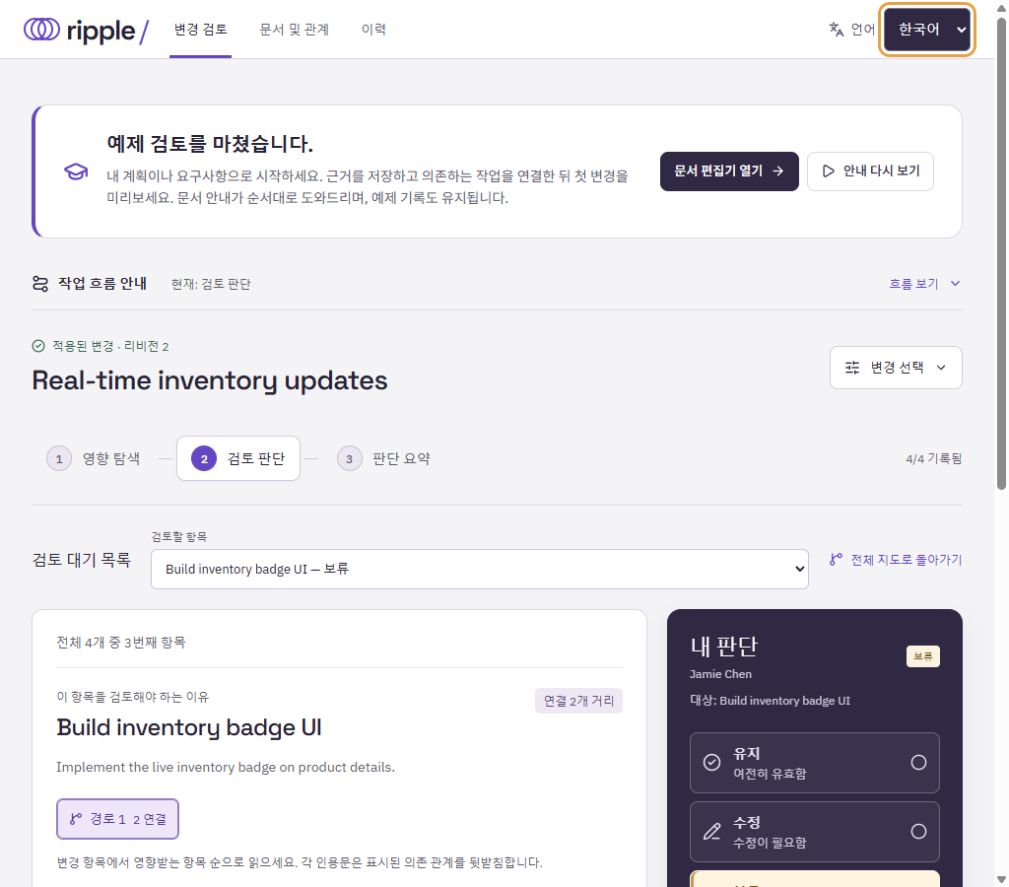 ripple/
변경 검토
문서 및 관계
이력
언어
한국어
예제 검토를 마쳤습니다.
내 계획이나 요구사항으로 시작하세요. 근거를 저장하고 의존하는 작업을 연결한 뒤 첫 변경을
미리보세요. 문서 안내가 순서대로 도와드리며, 예제 기록도 유지됩니다.
문서 편집기 열기 →
안내 다시 보기
작업 흐름 안내
현재: 검토 판단
흐름 보기
적용된 변경 · 리비전 2
Real-time inventory updates
변경 선택
1 영향 탐색
2 검토 판단
3 판단 요약
4/4 기록됨
검토 대기 목록
검토할 항목
Build inventory badge UI — 보류
전체 지도로 돌아가기
전체 4개 중 3번째 항목
이 항목을 검토해야 하는 이유
연결 2개 거리
Build inventory badge UI
Implement the live inventory badge on product details.
경로 1 2 연결
변경 항목에서 영향받는 항목 순으로 읽으세요. 각 인용문은 표시된 의존 관계를 뒷받침합니다.
내 판단
보류
Jamie Chen
대상: Build inventory badge UI
유지
여전히 유효함
수정
수정이 필요함